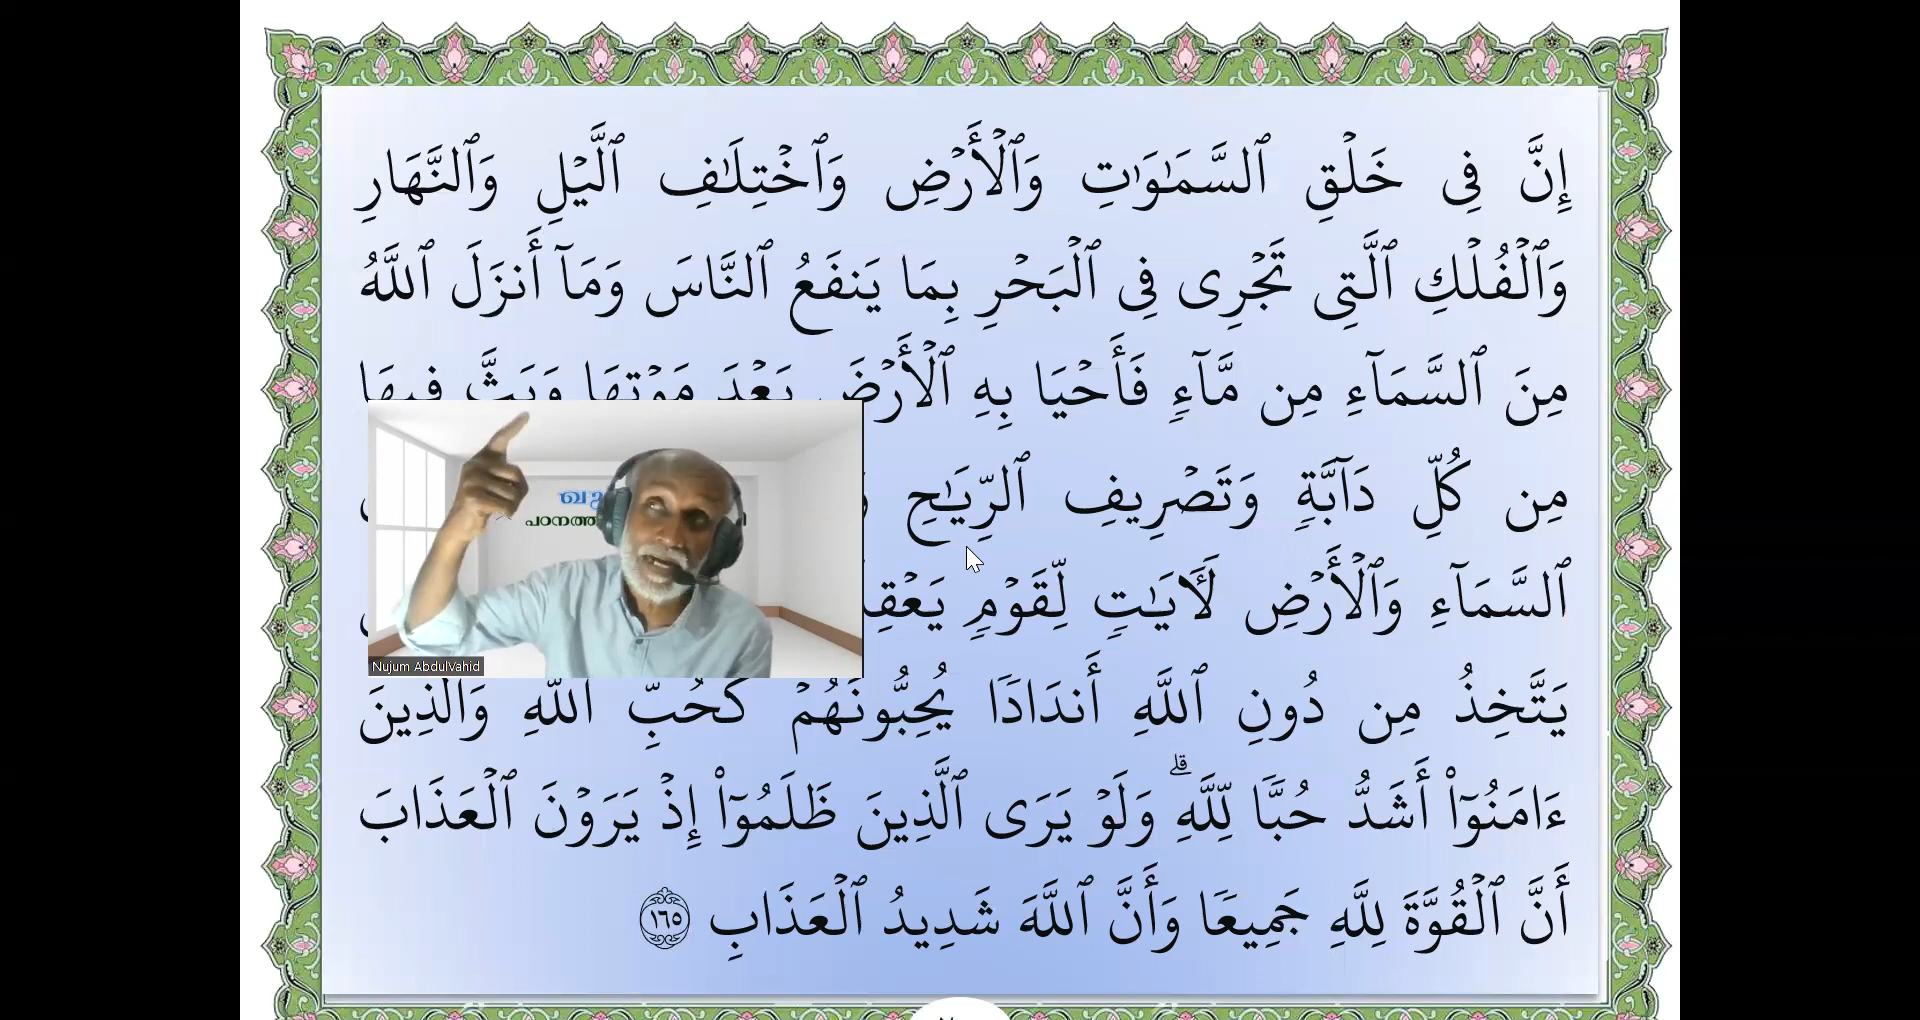 إِنَّ فِى خَلْقِ ٱلسَّمَـٰوَٰتِ وَٱلْأَرْضِ وَٱخْتِلَـٰفِ ٱلَّيْلِ وَٱلنَّهَارِ
وَٱلْفُلْكِ ٱلَّتِى تَجْرِى فِى ٱلْبَحْرِ بِمَا يَنفَعُ ٱلنَّاسَ وَمَآ أَنزَلَ ٱللَّهُ
مِنَ ٱلسَّمَآءِ مِن مَّآءٍ فَأَحْيَا بِهِ ٱلْأَرْضَ بَعْدَ مَوْتِهَا وَبَثَّ فِيهَا
مِن كُلِّ دَآبَّةٍ وَتَصْرِيفِ ٱلرِّيَـٰحِ
ٱلسَّمَآءِ وَٱلْأَرْضِ لَـَٔايَـٰتٍ لِّقَوْمٍ
يَتَّخِذُ مِن دُونِ ٱللَّهِ أَندَادًا يُحِبُّونَهُمْ كَحُبِّ ٱللَّهِ وَٱلَّذِينَ
ءَامَنُوٓا۟ أَشَدُّ حُبًّا لِّلَّهِ ۗ وَلَوْ يَرَى ٱلَّذِينَ ظَلَمُوٓا۟ إِذْ يَرَوْنَ ٱلْعَذَابَ
أَنَّ ٱلْقُوَّةَ لِلَّهِ جَمِيعًا وَأَنَّ ٱللَّهَ شَدِيدُ ٱلْعَذَابِ ١٦٥
Nujum AbdulVahid